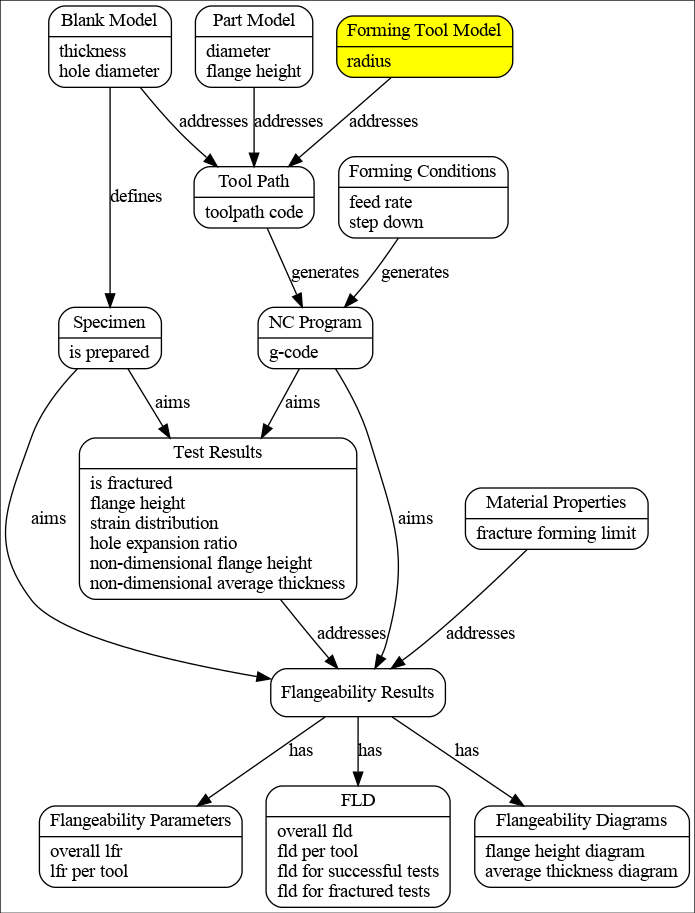 Blank Model
thickness
hole diameter
Part Model
diameter
flange height
Forming Tool Model
radius
addresses
addresses
addresses
defines
Tool Path
toolpath code
Forming Conditions
feed rate
step down
generates
generates
Specimen
is prepared
NC Program
g-code
aims
aims
Test Results
is fractured
flange height
strain distribution
hole expansion ratio
non-dimensional flange height
non-dimensional average thickness
aims
aims
Material Properties
fracture forming limit
addresses
addresses
Flangeability Results
has
has
has
Flangeability Parameters
overall lfr
lfr per tool
FLD
overall fld
fld per tool
fld for successful tests
fld for fractured tests
Flangeability Diagrams
flange height diagram
average thickness diagram